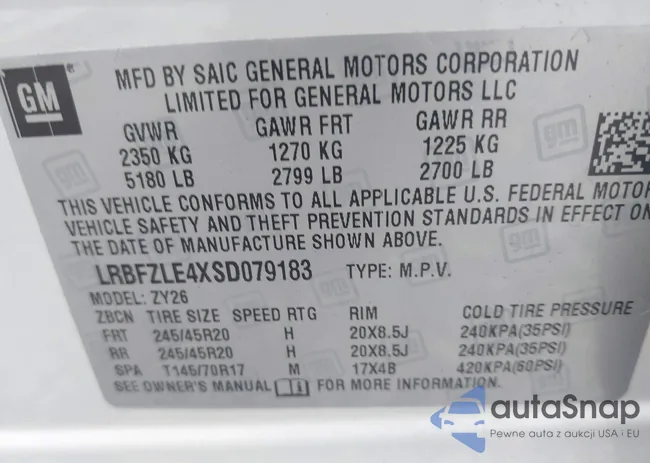 GM
MFD BY SAIC GENERAL MOTORS CORPORATION
LIMITED FOR GENERAL MOTORS LLC
GVWR GAWR FRT GAWR RR
2350 KG 1270 KG 1225 KG
5180 LB 2799 LB 2700 LB
THIS VEHICLE CONFORMS TO ALL APPLICABLE U.S. FEDERAL MOTOR
VEHICLE SAFETY AND THEFT PREVENTION STANDARDS IN EFFECT ON
THE DATE OF MANUFACTURE SHOWN ABOVE.
LRBFZLE4XSD079183 TYPE: M.P.V.
MODEL: ZY26
ZBCN TIRE SIZE SPEED RTG RIM COLD TIRE PRESSURE
FRT 245/45R20 H 20X8.5J 240KPA(35PSI)
RR 245/45R20 H 20X8.5J 240KPA(35PSI)
SPA T145/70R17 M 17X4B 420KPA(60PSI)
SEE OWNER'S MANUAL FOR MORE INFORMATION.
autaSnap
Pewne auta z aukcji USA i EU